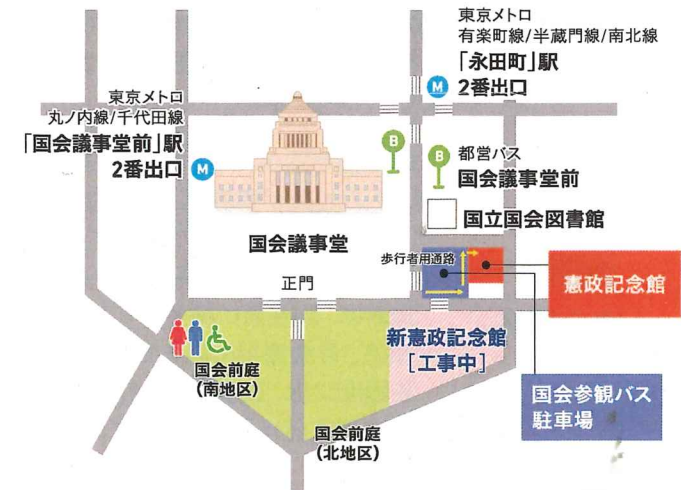 東京メトロ
有楽町線/半蔵門線/南北線
「永田町」駅
M 2番出口
東京メトロ
丸ノ内線/千代田線
「国会議事堂前」駅
2番出口 M
B
B 都営バス
国会議事堂前
国立国会図書館
国会議事堂
歩行者用通路
正門
憲政記念館
新憲政記念館
[工事中]
国会前庭
(南地区)
国会参観バス
駐車場
国会前庭
(北地区)